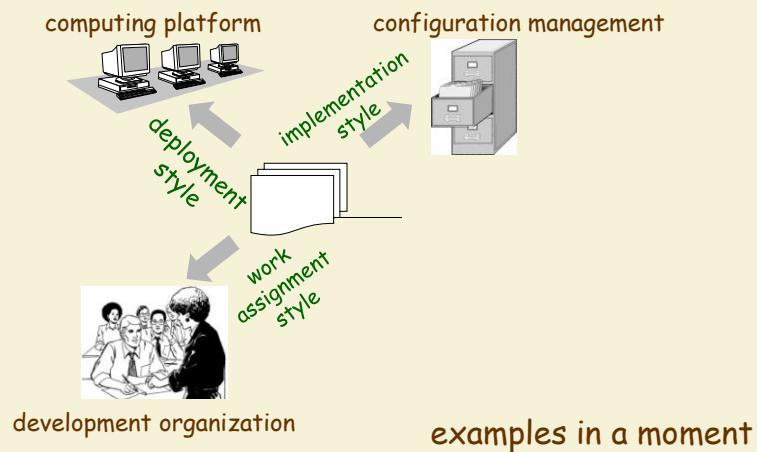 computing platform
configuration management
implementation
style
deployment
style
work
assignment
style
development organization
examples in a moment